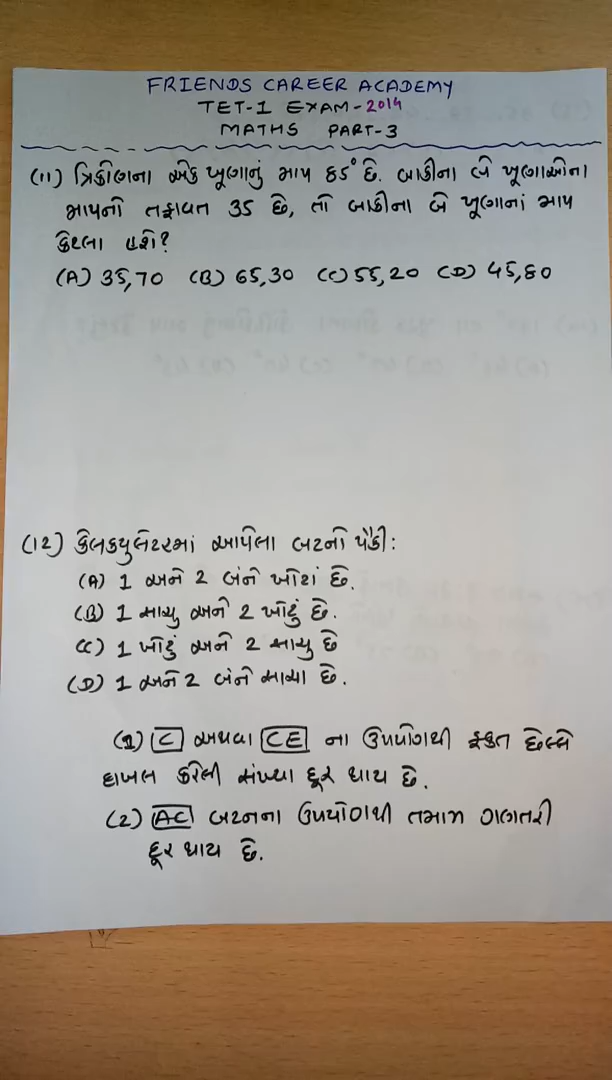 FRIENDS CAREER ACADEMY
TET-1 EXAM-2014
MATHS PART-3
(11) ત્રિકોણના એક ખૂણાનું માપ ૬૮૫° છે. બાકીના બે ખૂણાઓના
માપનો તફાવત 35 છે, તો બાકીના બે ખૂણાનાં માપ
કેટલા હશે?
(A) 35,70 (B) 65,30 (C) 55,20 (D) 45,80
(12) કેલક્યુલેટરમાં આપેલા બટનો પૈકી:
(A) 1 અને 2 બંને ખોટાં છે.
(B) 1 સાચુ અને 2 ખોટું છે.
(C) 1 ખોટું અને 2 સાચુ છે
(D) 1 અને 2 બંને સાચા છે.
(1) C અથવા CE ના ઉપયોગથી ફક્ત છેલ્લે
દાખલ કરેલી સંખ્યા દૂર થાય છે.
(2) AC બટનના ઉપયોગથી તમામ ગણતરી
દૂર થાય છે.